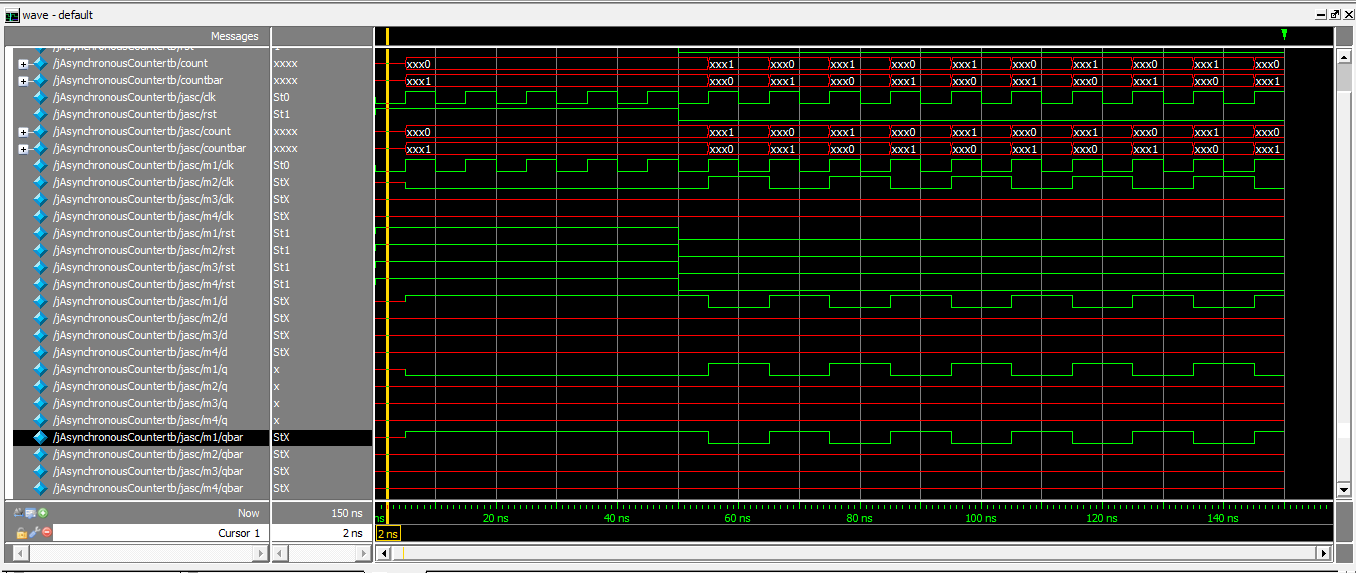 wave - default
Messages
/jAsynchronousCountertb/rst
/jAsynchronousCountertb/count xxxx xxx0 xxx1 xxx0 xxx1 xxx0 xxx1 xxx0 xxx1 xxx0 xxx1 xxx0
/jAsynchronousCountertb/countbar xxxx xxx1 xxx0 xxx1 xxx0 xxx1 xxx0 xxx1 xxx0 xxx1 xxx0 xxx1
/jAsynchronousCountertb/jasc/clk St0
/jAsynchronousCountertb/jasc/rst St1
/jAsynchronousCountertb/jasc/count xxxx xxx0 xxx1 xxx0 xxx1 xxx0 xxx1 xxx0 xxx1 xxx0 xxx1 xxx0
/jAsynchronousCountertb/jasc/countbar xxxx xxx1 xxx0 xxx1 xxx0 xxx1 xxx0 xxx1 xxx0 xxx1 xxx0 xxx1
/jAsynchronousCountertb/jasc/m1/clk St0
/jAsynchronousCountertb/jasc/m2/clk StX
/jAsynchronousCountertb/jasc/m3/clk StX
/jAsynchronousCountertb/jasc/m4/clk StX
/jAsynchronousCountertb/jasc/m1/rst St1
/jAsynchronousCountertb/jasc/m2/rst St1
/jAsynchronousCountertb/jasc/m3/rst St1
/jAsynchronousCountertb/jasc/m4/rst St1
/jAsynchronousCountertb/jasc/m1/d StX
/jAsynchronousCountertb/jasc/m2/d StX
/jAsynchronousCountertb/jasc/m3/d StX
/jAsynchronousCountertb/jasc/m4/d StX
/jAsynchronousCountertb/jasc/m1/q x
/jAsynchronousCountertb/jasc/m2/q x
/jAsynchronousCountertb/jasc/m3/q x
/jAsynchronousCountertb/jasc/m4/q x
/jAsynchronousCountertb/jasc/m1/qbar StX
/jAsynchronousCountertb/jasc/m2/qbar StX
/jAsynchronousCountertb/jasc/m3/qbar StX
/jAsynchronousCountertb/jasc/m4/qbar StX
Now 150 ns ns 20 ns 40 ns 60 ns 80 ns 100 ns 120 ns 140 ns
Cursor 1 2 ns 2 ns